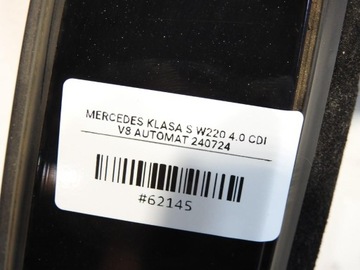 MERCEDES KLASA S W220 4.0 CDI
V8 AUTOMAT 240724
#62145